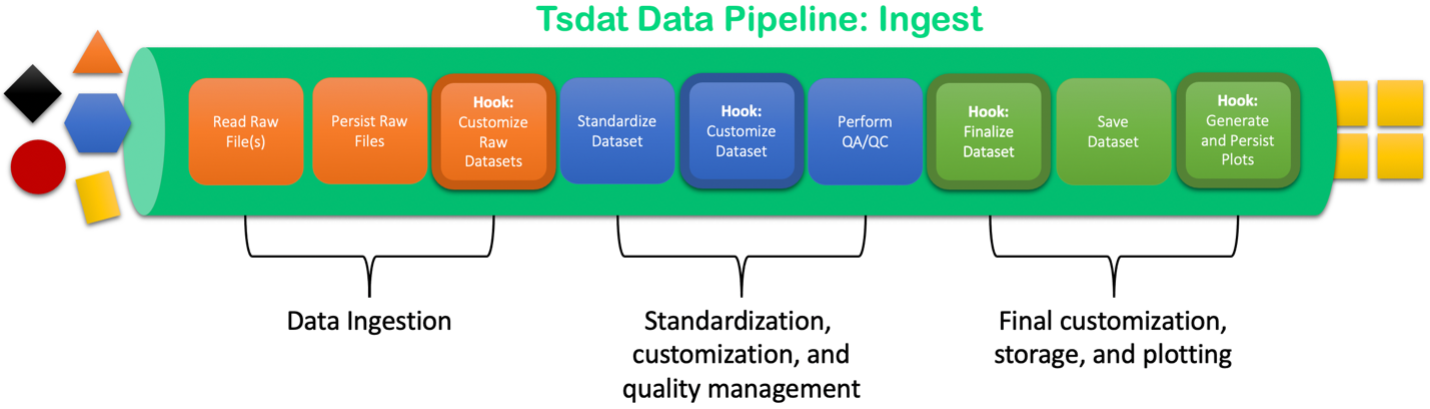 Tsdat Data Pipeline: Ingest
Read Raw
File(s)
Persist Raw
Files
Hook:
Customize
Raw
Datasets
Standardize
Dataset
Hook:
Customize
Dataset
Perform
QA/QC
Hook:
Finalize
Dataset
Save
Dataset
Hook:
Generate
and Persist
Plots
Data Ingestion
Standardization,
customization, and
quality management
Final customization,
storage, and plotting